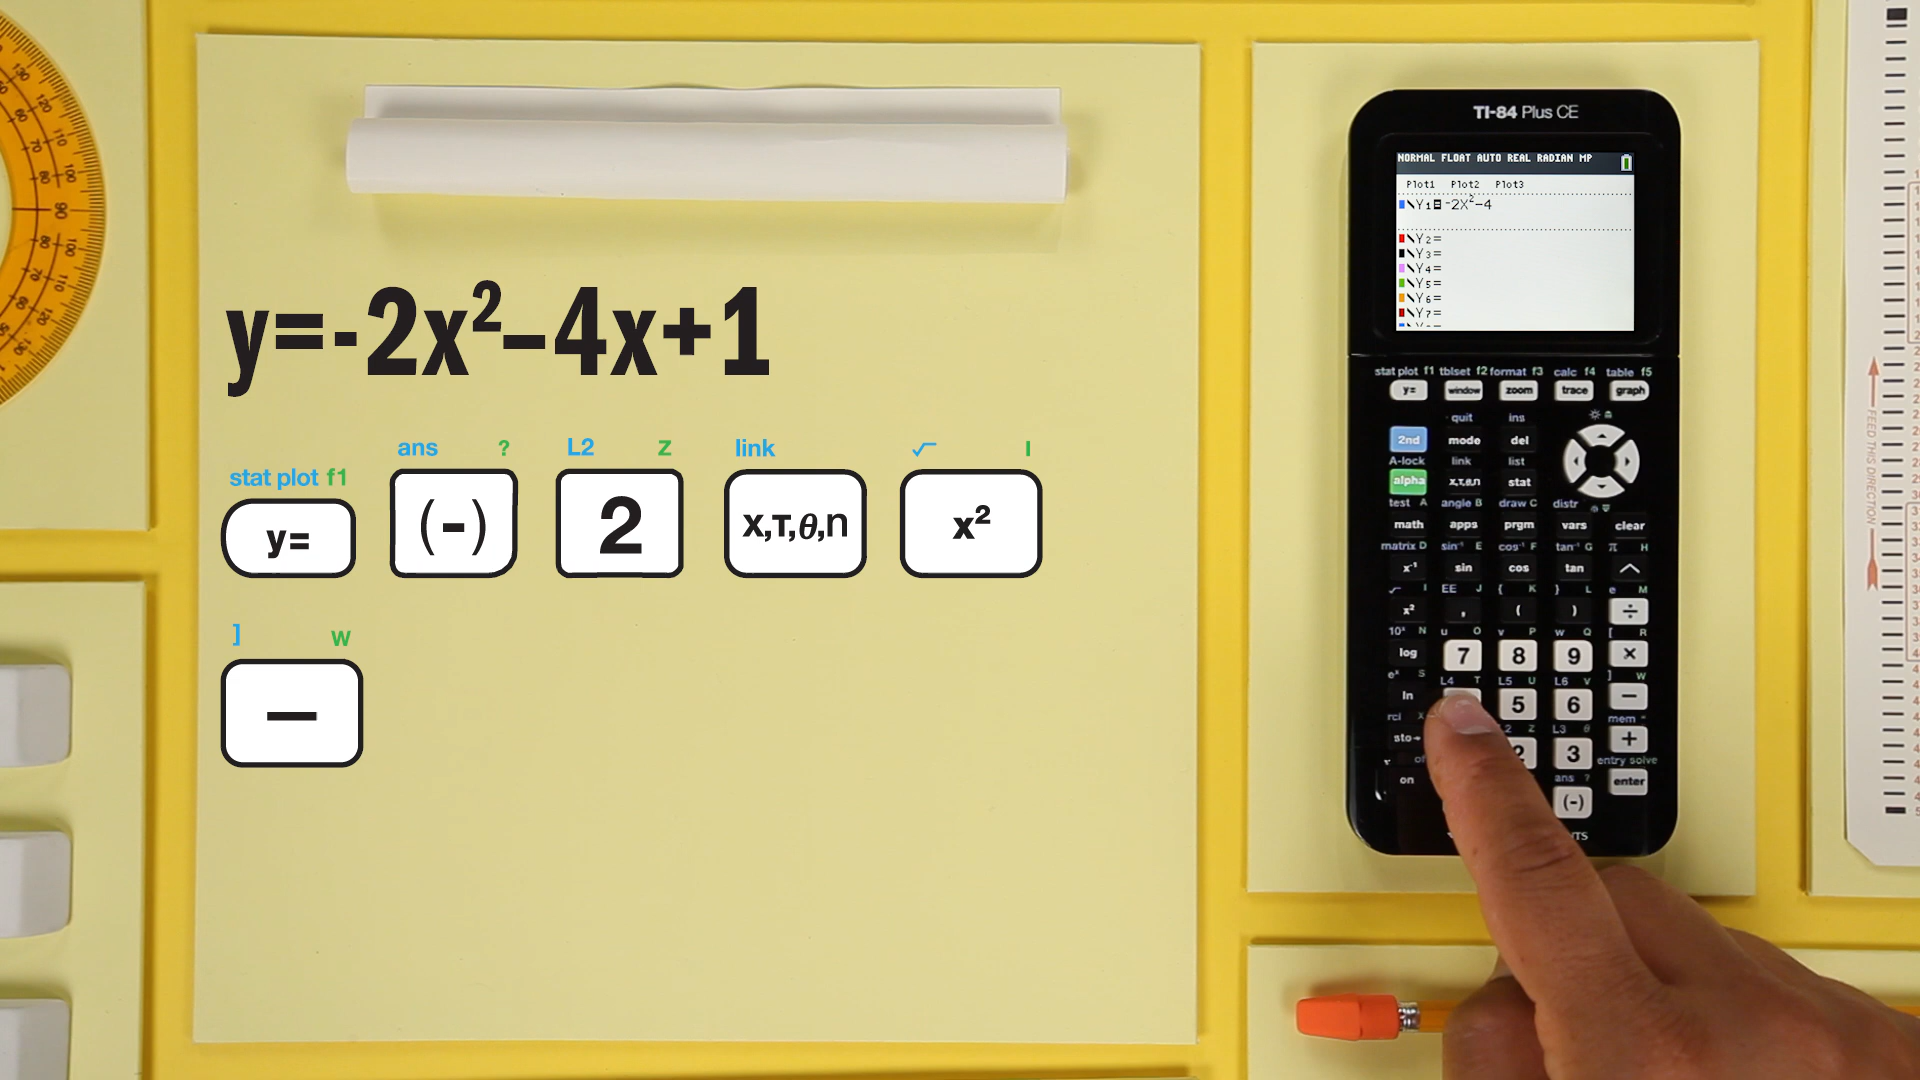 y=-2x²–4x+1
ans ? L2 Z link √ I
stat plot f1
y= (-) 2 X,T,θ,n x²
] W
—
TI-84 Plus CE
NORMAL FLOAT AUTO REAL RADIAN MP
Plot1 Plot2 Plot3
\Y1=-2X²-4
\Y2=
\Y3=
\Y4=
\Y5=
\Y6=
\Y7=
stat plot f1 tblset f2 format f3 calc f4 table f5
y= window zoom trace graph
quit ins
2nd mode del
A-lock link list
alpha X,T,θ,n stat
test A angle B draw C distr
math apps prgm vars clear
matrix D sin⁻¹ E cos⁻¹ F tan⁻¹ G π H
x⁻¹ sin cos tan ^
√ I EE J { K } L e M
x² , ( ) ÷
10ˣ N u O v P w Q [ R
log 7 8 9 ×
eˣ S L4 T L5 U L6 V ] W
ln 5 6 −
rcl X L2 Z L3 θ mem "
sto→ 2 3 +
entry solve
on ans ? enter
(-)
FEED THIS DIRECTION